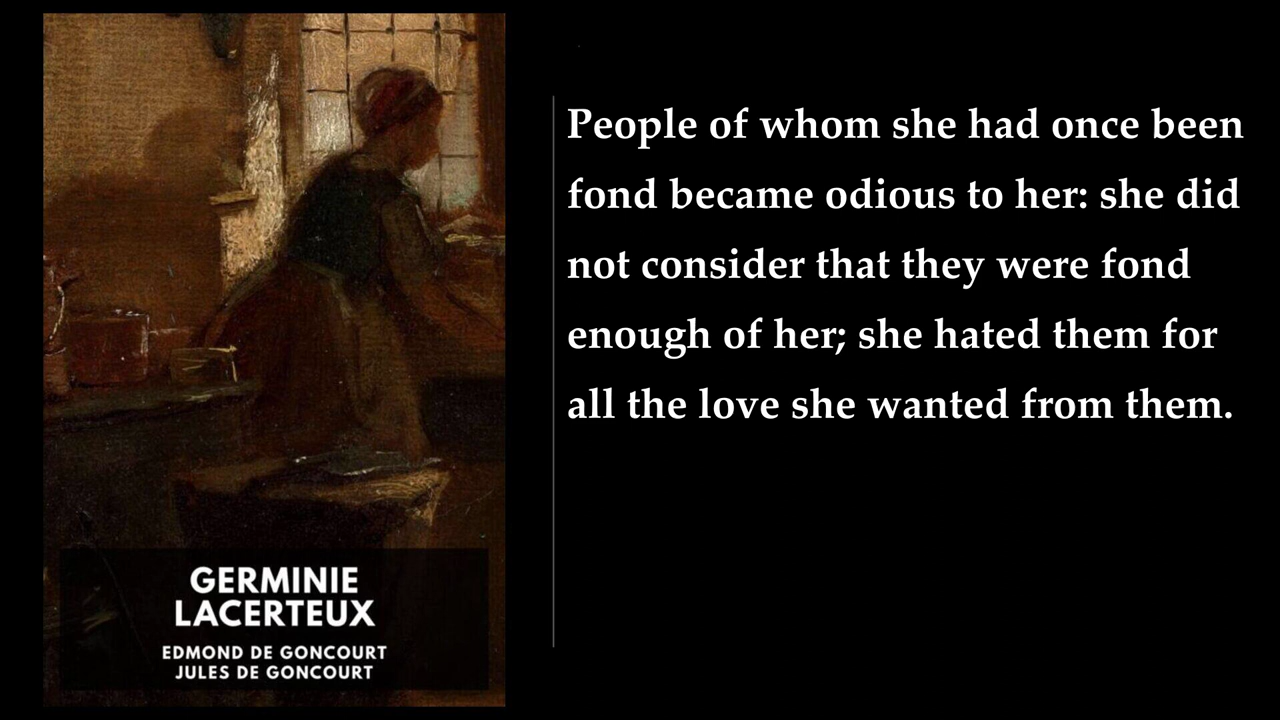 GERMINIE
LACERTEUX
EDMOND DE GONCOURT
JULES DE GONCOURT
People of whom she had once been
fond became odious to her: she did
not consider that they were fond
enough of her; she hated them for
all the love she wanted from them.